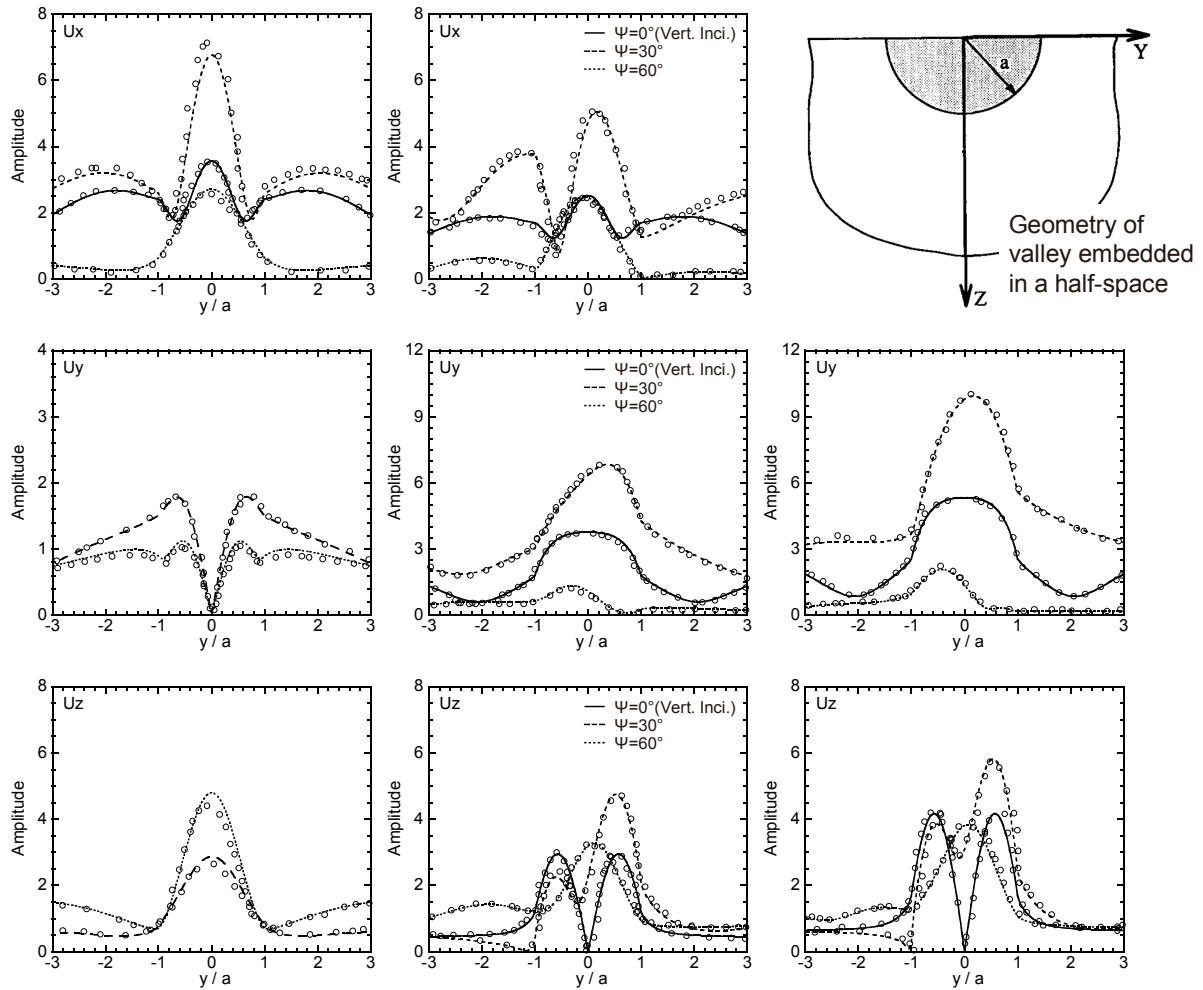 Ux
8
6
4
2
0
Amplitude
-3 -2 -1 0 1 2 3
y / a
Ux
Ψ=0°(Vert. Inci.)
Ψ=30°
Ψ=60°
8
6
4
2
0
Amplitude
-3 -2 -1 0 1 2 3
y / a
a
Y
Z
Geometry of
valley embedded
in a half-space
Uy
4
3
2
1
0
Amplitude
-3 -2 -1 0 1 2 3
y / a
Uy
Ψ=0°(Vert. Inci.)
Ψ=30°
Ψ=60°
12
9
6
3
0
Amplitude
-3 -2 -1 0 1 2 3
y / a
Uy
12
9
6
3
0
Amplitude
-3 -2 -1 0 1 2 3
y / a
Uz
8
6
4
2
0
Amplitude
-3 -2 -1 0 1 2 3
y / a
Uz
Ψ=0°(Vert. Inci.)
Ψ=30°
Ψ=60°
8
6
4
2
0
Amplitude
-3 -2 -1 0 1 2 3
y / a
Uz
8
6
4
2
0
Amplitude
-3 -2 -1 0 1 2 3
y / a